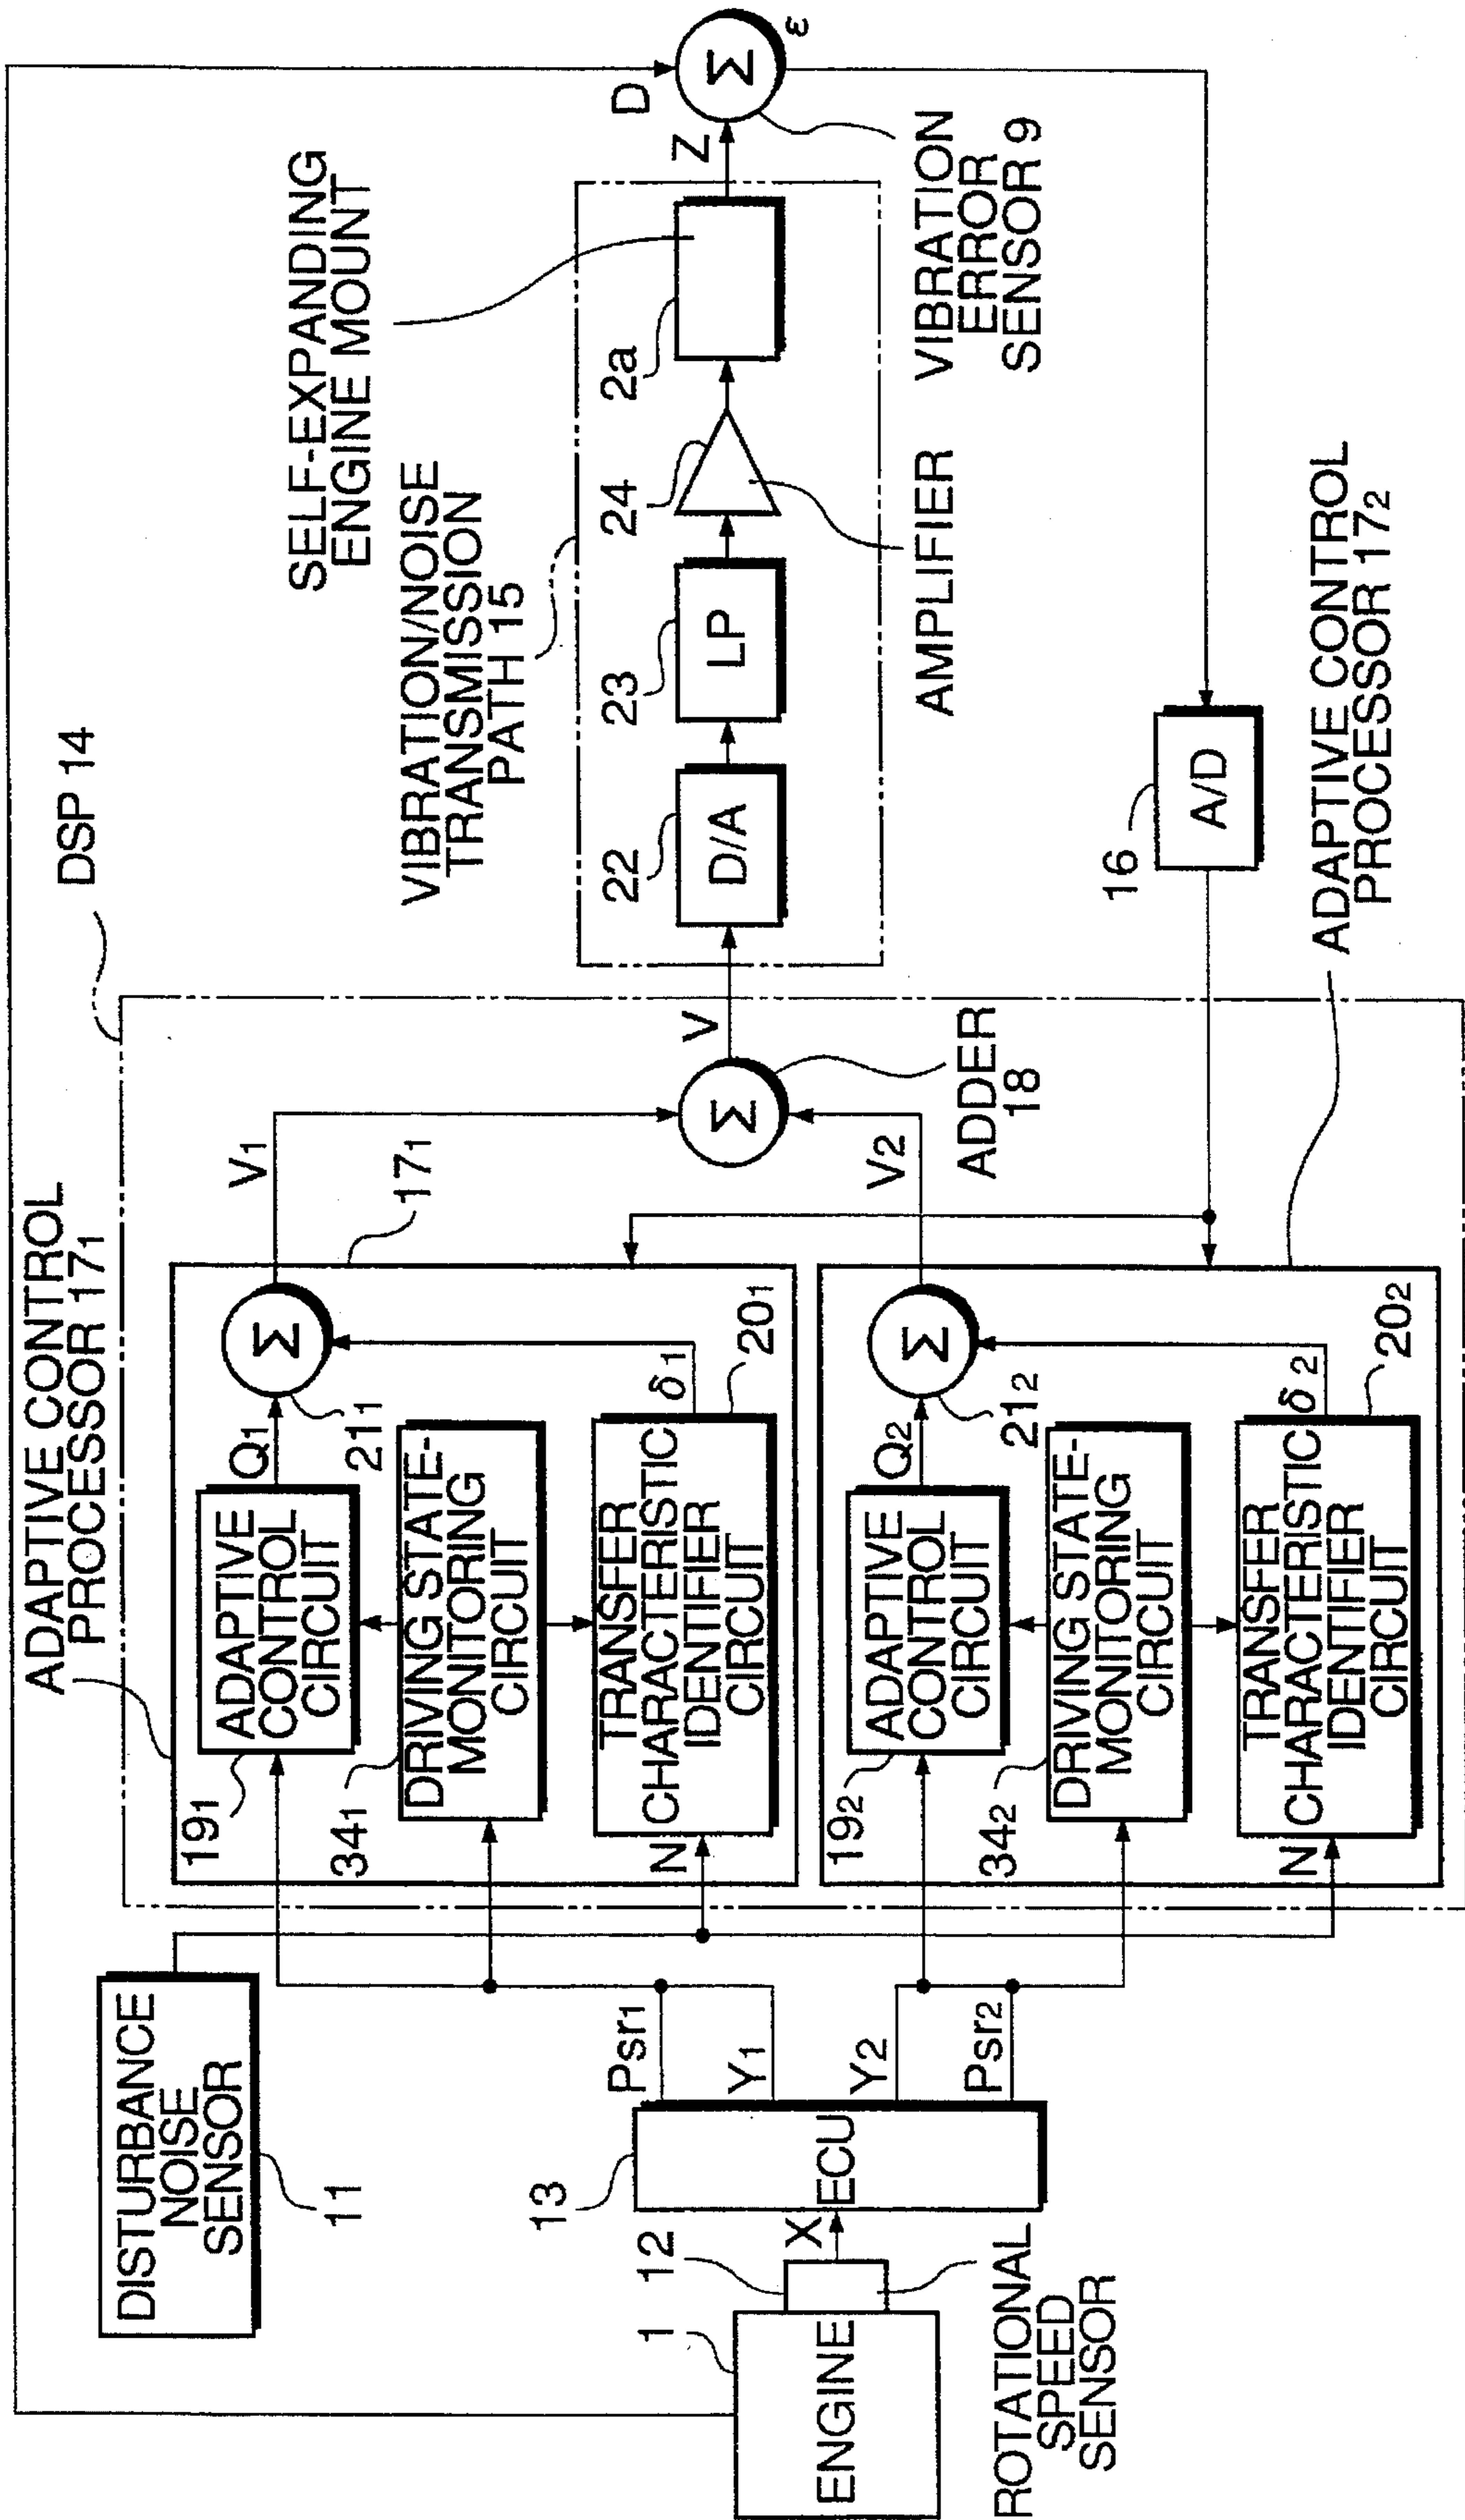 DISTURBANCE
NOISE
SENSOR
11
ENGINE
1
12
X
ROTATIONAL
SPEED
SENSOR
13
ECU
Psr1
Y1
Y2
Psr2
DSP 14
ADAPTIVE CONTROL
PROCESSOR 171
171
191
ADAPTIVE
CONTROL
CIRCUIT
Q1
211
Σ
V1
341
DRIVING STATE-
MONITORING
CIRCUIT
N
TRANSFER
CHARACTERISTIC
IDENTIFIER
CIRCUIT
δ1
201
192
ADAPTIVE
CONTROL
CIRCUIT
Q2
212
Σ
V2
342
DRIVING STATE-
MONITORING
CIRCUIT
N
TRANSFER
CHARACTERISTIC
IDENTIFIER
CIRCUIT
δ2
202
ADAPTIVE CONTROL
PROCESSOR 172
Σ
ADDER
18
V
VIBRATION/NOISE
TRANSMISSION
PATH 15
22
D/A
23
LP
24
AMPLIFIER
2a
SELF-EXPANDING
ENGINE MOUNT
Z
D
Σ
ε
VIBRATION
ERROR
SENSOR 9
16
A/D